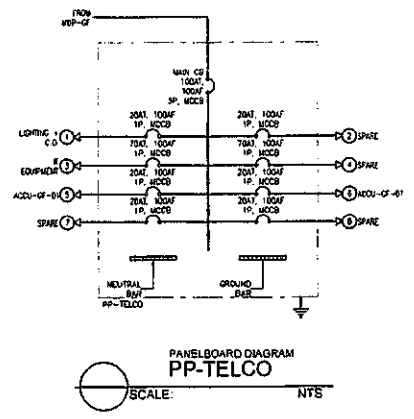 FROM
MDP-GF
MAIN CB
100AT,
100AF
3P, MCCB
20AT, 100AF
1P, MCCB
20AT, 100AF
1P, MCCB
LIGHTING +
C.O
1
2
SPARE
70AT, 100AF
1P, MCCB
70AT, 100AF
1P, MCCB
EQUIPMENT
3
4
SPARE
20AT, 100AF
1P, MCCB
20AT, 100AF
1P, MCCB
ACCU-GF-01
5
6
ACCU-GF-01
20AT, 100AF
1P, MCCB
20AT, 100AF
1P, MCCB
SPARE
7
8
SPARE
NEUTRAL
BAR
GROUND
BAR
PP-TELCO
PANELBOARD DIAGRAM
PP-TELCO
SCALE:
NTS